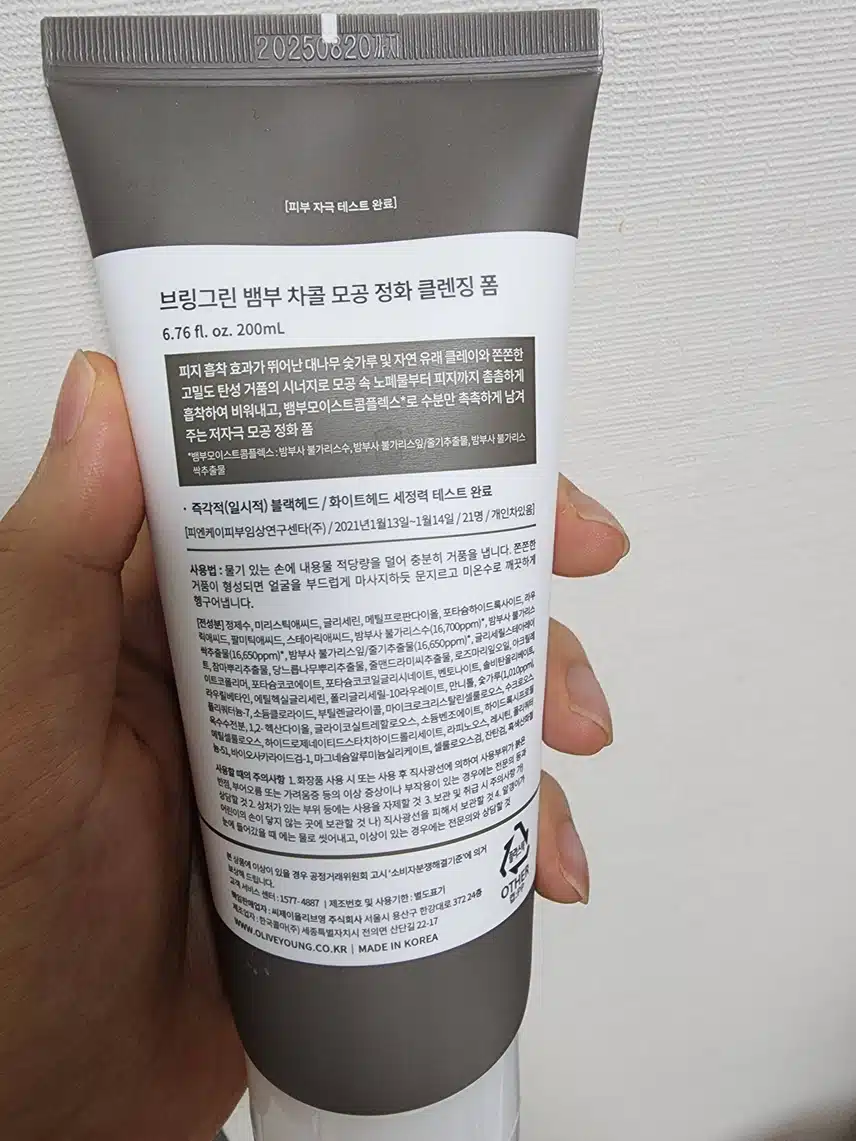 20250820까지
[피부 자극 테스트 완료]
브링그린 뱀부 차콜 모공 정화 클렌징 폼
6.76 fl. oz. 200mL
피지 흡착 효과가 뛰어난 대나무 숯가루 및 자연 유래 클레이와 쫀쫀한
고밀도 탄성 거품의 시너지로 모공 속 노폐물부터 피지까지 촘촘하게
흡착하여 비워내고, 뱀부모이스트콤플렉스*로 수분만 촉촉하게 남겨
주는 저자극 모공 정화 폼
*뱀부모이스트콤플렉스 : 밤부사 불가리스수, 밤부사 불가리스잎/줄기추출물, 밤부사 불가리스
싹추출물
· 즉각적(일시적) 블랙헤드 / 화이트헤드 세정력 테스트 완료
[피엔케이피부임상연구센타(주) / 2021년1월13일~1월14일 / 21명 / 개인차있음]
사용법 : 물기 있는 손에 내용물 적당량을 덜어 충분히 거품을 냅니다. 쫀쫀한
거품이 형성되면 얼굴을 부드럽게 마사지하듯 문지르고 미온수로 깨끗하게
헹구어냅니다.
[전성분] 정제수, 미리스틱애씨드, 글리세린, 메틸프로판다이올, 포타슘하이드록사이드, 라우
릭애씨드, 팔미틱애씨드, 스테아릭애씨드, 밤부사 불가리스수(16,700ppm)*, 밤부사 불가리스
싹추출물(16,650ppm)*, 밤부사 불가리스잎/줄기추출물(16,650ppm)*, 글리세릴스테아레이
트, 참마뿌리추출물, 당느릅나무뿌리추출물, 줄맨드라미씨추출물, 로즈마리잎오일, 아크릴레
이트코폴리머, 포타슘코코에이트, 포타슘코코일글리시네이트, 벤토나이트, 솔비탄올리베이트,
라우릴베타인, 에틸헥실글리세린, 폴리글리세릴-10라우레이트, 만니톨, 숯가루(1,010ppm),
폴리쿼터늄-7, 소듐클로라이드, 부틸렌글라이콜, 마이크로크리스탈린셀룰로오스, 수크로오스
옥수수전분, 1,2-헥산다이올, 글라이코실트레할로오스, 소듐벤조에이트, 하이드록시프로필
메틸셀룰로오스, 하이드로제네이티드스타치하이드롤리세이트, 라피노오스, 레시틴, 폴리쿼터
늄-51, 바이오사카라이드검-1, 마그네슘알루미늄실리케이트, 셀룰로오스검, 잔탄검, 흑색산화철
사용할 때의 주의사항 1. 화장품 사용 시 또는 사용 후 직사광선에 의하여 사용부위가 붉은
반점, 부어오름 또는 가려움증 등의 이상 증상이나 부작용이 있는 경우에는 전문의 등과
상담할 것 2. 상처가 있는 부위 등에는 사용을 자제할 것 3. 보관 및 취급 시 주의사항 가)
어린이의 손이 닿지 않는 곳에 보관할 것 나) 직사광선을 피해서 보관할 것 4. 알갱이가
눈에 들어갔을 때 에는 물로 씻어내고, 이상이 있는 경우에는 전문의와 상담할 것
본 상품에 이상이 있을 경우 공정거래위원회 고시 '소비자분쟁해결기준'에 의거
보상해 드립니다.
고객 서비스 센터 : 1577-4887 | 제조번호 및 사용기한 : 별도표기
책임판매업자 : 씨제이올리브영 주식회사 서울시 용산구 한강대로 372 24층
제조업자 : 한국콜마(주) 세종특별자치시 전의면 산단길 22-17
WWW.OLIVEYOUNG.CO.KR | MADE IN KOREA
OTHER